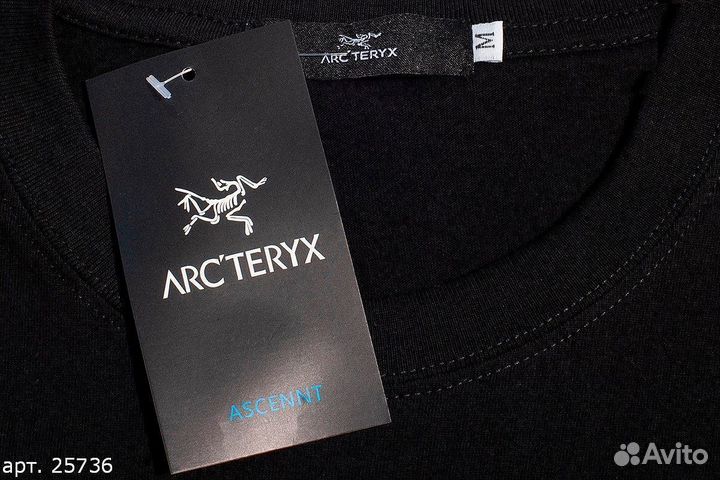 ARC'TERYX
M
ARC'TERYX
ASCENNT
арт. 25736
Avito